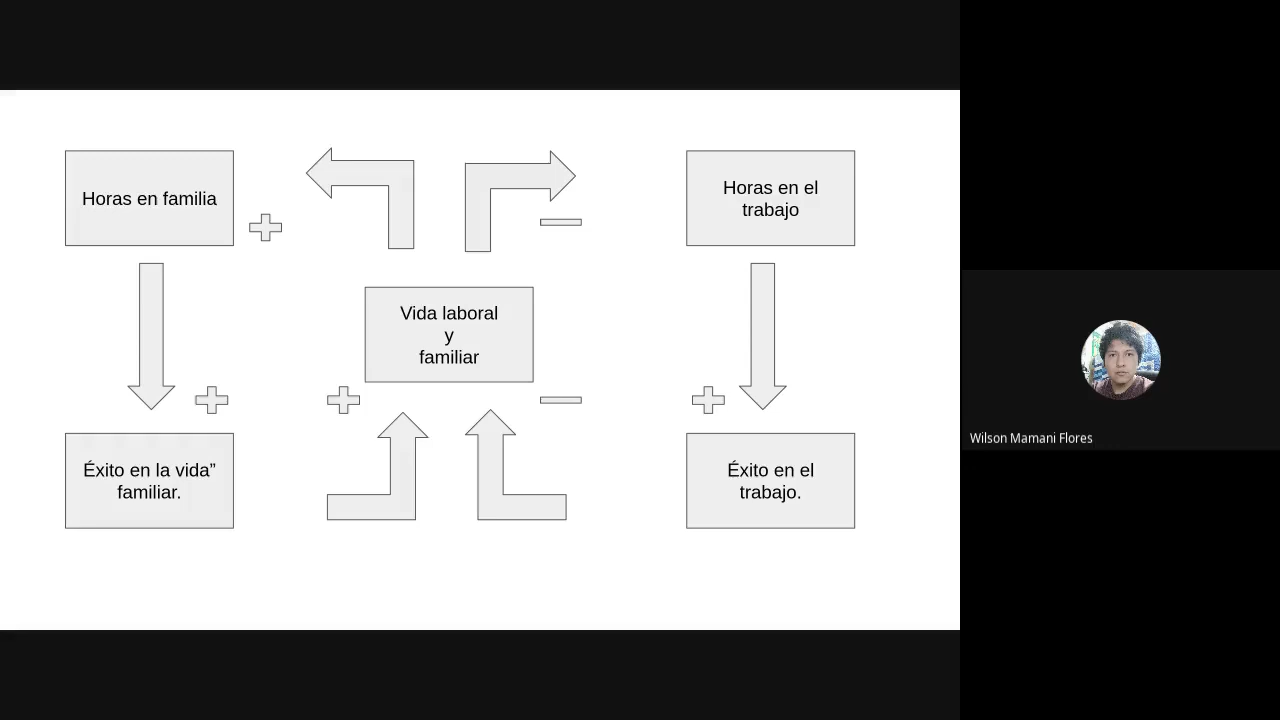 Horas en familia
Horas en el
trabajo
Vida laboral
y
familiar
Éxito en la vida”
familiar.
Éxito en el
trabajo.
Wilson Mamani Flores